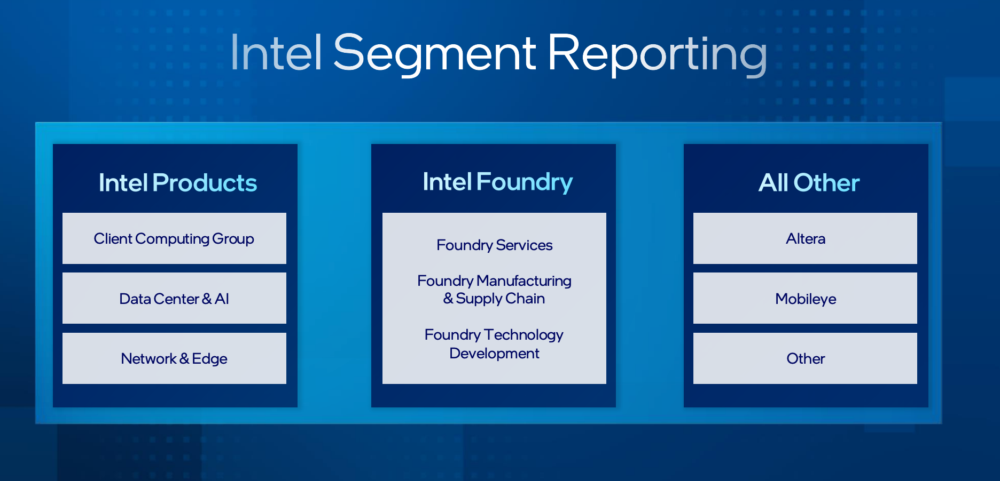 Intel Segment Reporting
Intel Products
Client Computing Group
Data Center & AI
Network & Edge
Intel Foundry
Foundry Services
Foundry Manufacturing
& Supply Chain
Foundry Technology
Development
All Other
Altera
Mobileye
Other